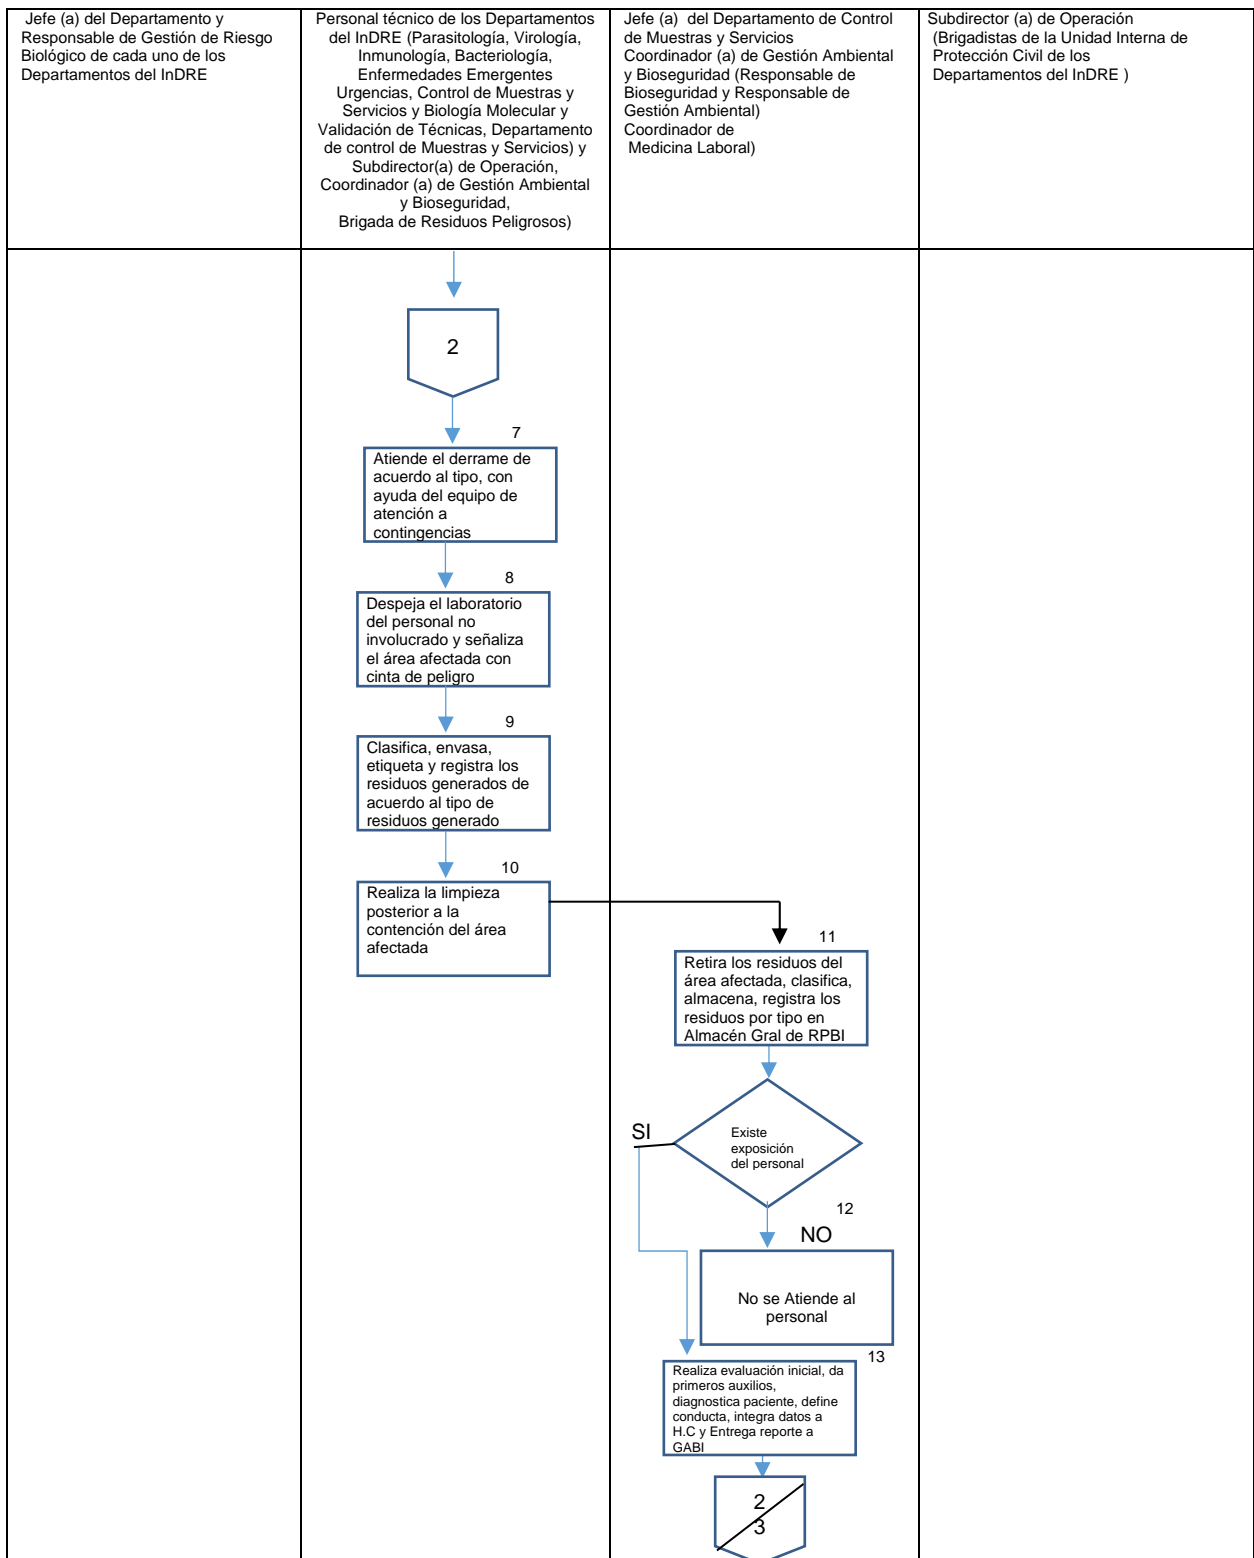 Jefe (a) del Departamento y
Responsable de Gestión de Riesgo
Biológico de cada uno de los
Departamentos del InDRE
Personal técnico de los Departamentos
del InDRE (Parasitología, Virología,
Inmunología, Bacteriología,
Enfermedades Emergentes
Urgencias, Control de Muestras y
Servicios y Biología Molecular y
Validación de Técnicas, Departamento
de control de Muestras y Servicios) y
Subdirector(a) de Operación,
Coordinador (a) de Gestión Ambiental
y Bioseguridad,
Brigada de Residuos Peligrosos)
Jefe (a) del Departamento de Control
de Muestras y Servicios
Coordinador (a) de Gestión Ambiental
y Bioseguridad (Responsable de
Bioseguridad y Responsable de
Gestión Ambiental)
Coordinador de
Medicina Laboral)
Subdirector (a) de Operación
(Brigadistas de la Unidad Interna de
Protección Civil de los
Departamentos del InDRE )
2
7
Atiende el derrame de
acuerdo al tipo, con
ayuda del equipo de
atención a
contingencias
8
Despeja el laboratorio
del personal no
involucrado y señaliza
el área afectada con
cinta de peligro
9
Clasifica, envasa,
etiqueta y registra los
residuos generados de
acuerdo al tipo de
residuos generado
10
Realiza la limpieza
posterior a la
contención del área
afectada
11
Retira los residuos del
área afectada, clasifica,
almacena, registra los
residuos por tipo en
Almacén Gral de RPBI
SI
Existe
exposición
del personal
12
NO
No se Atiende al
personal
13
Realiza evaluación inicial, da
primeros auxilios,
diagnostica paciente, define
conducta, integra datos a
H.C y Entrega reporte a
GABI
2
3